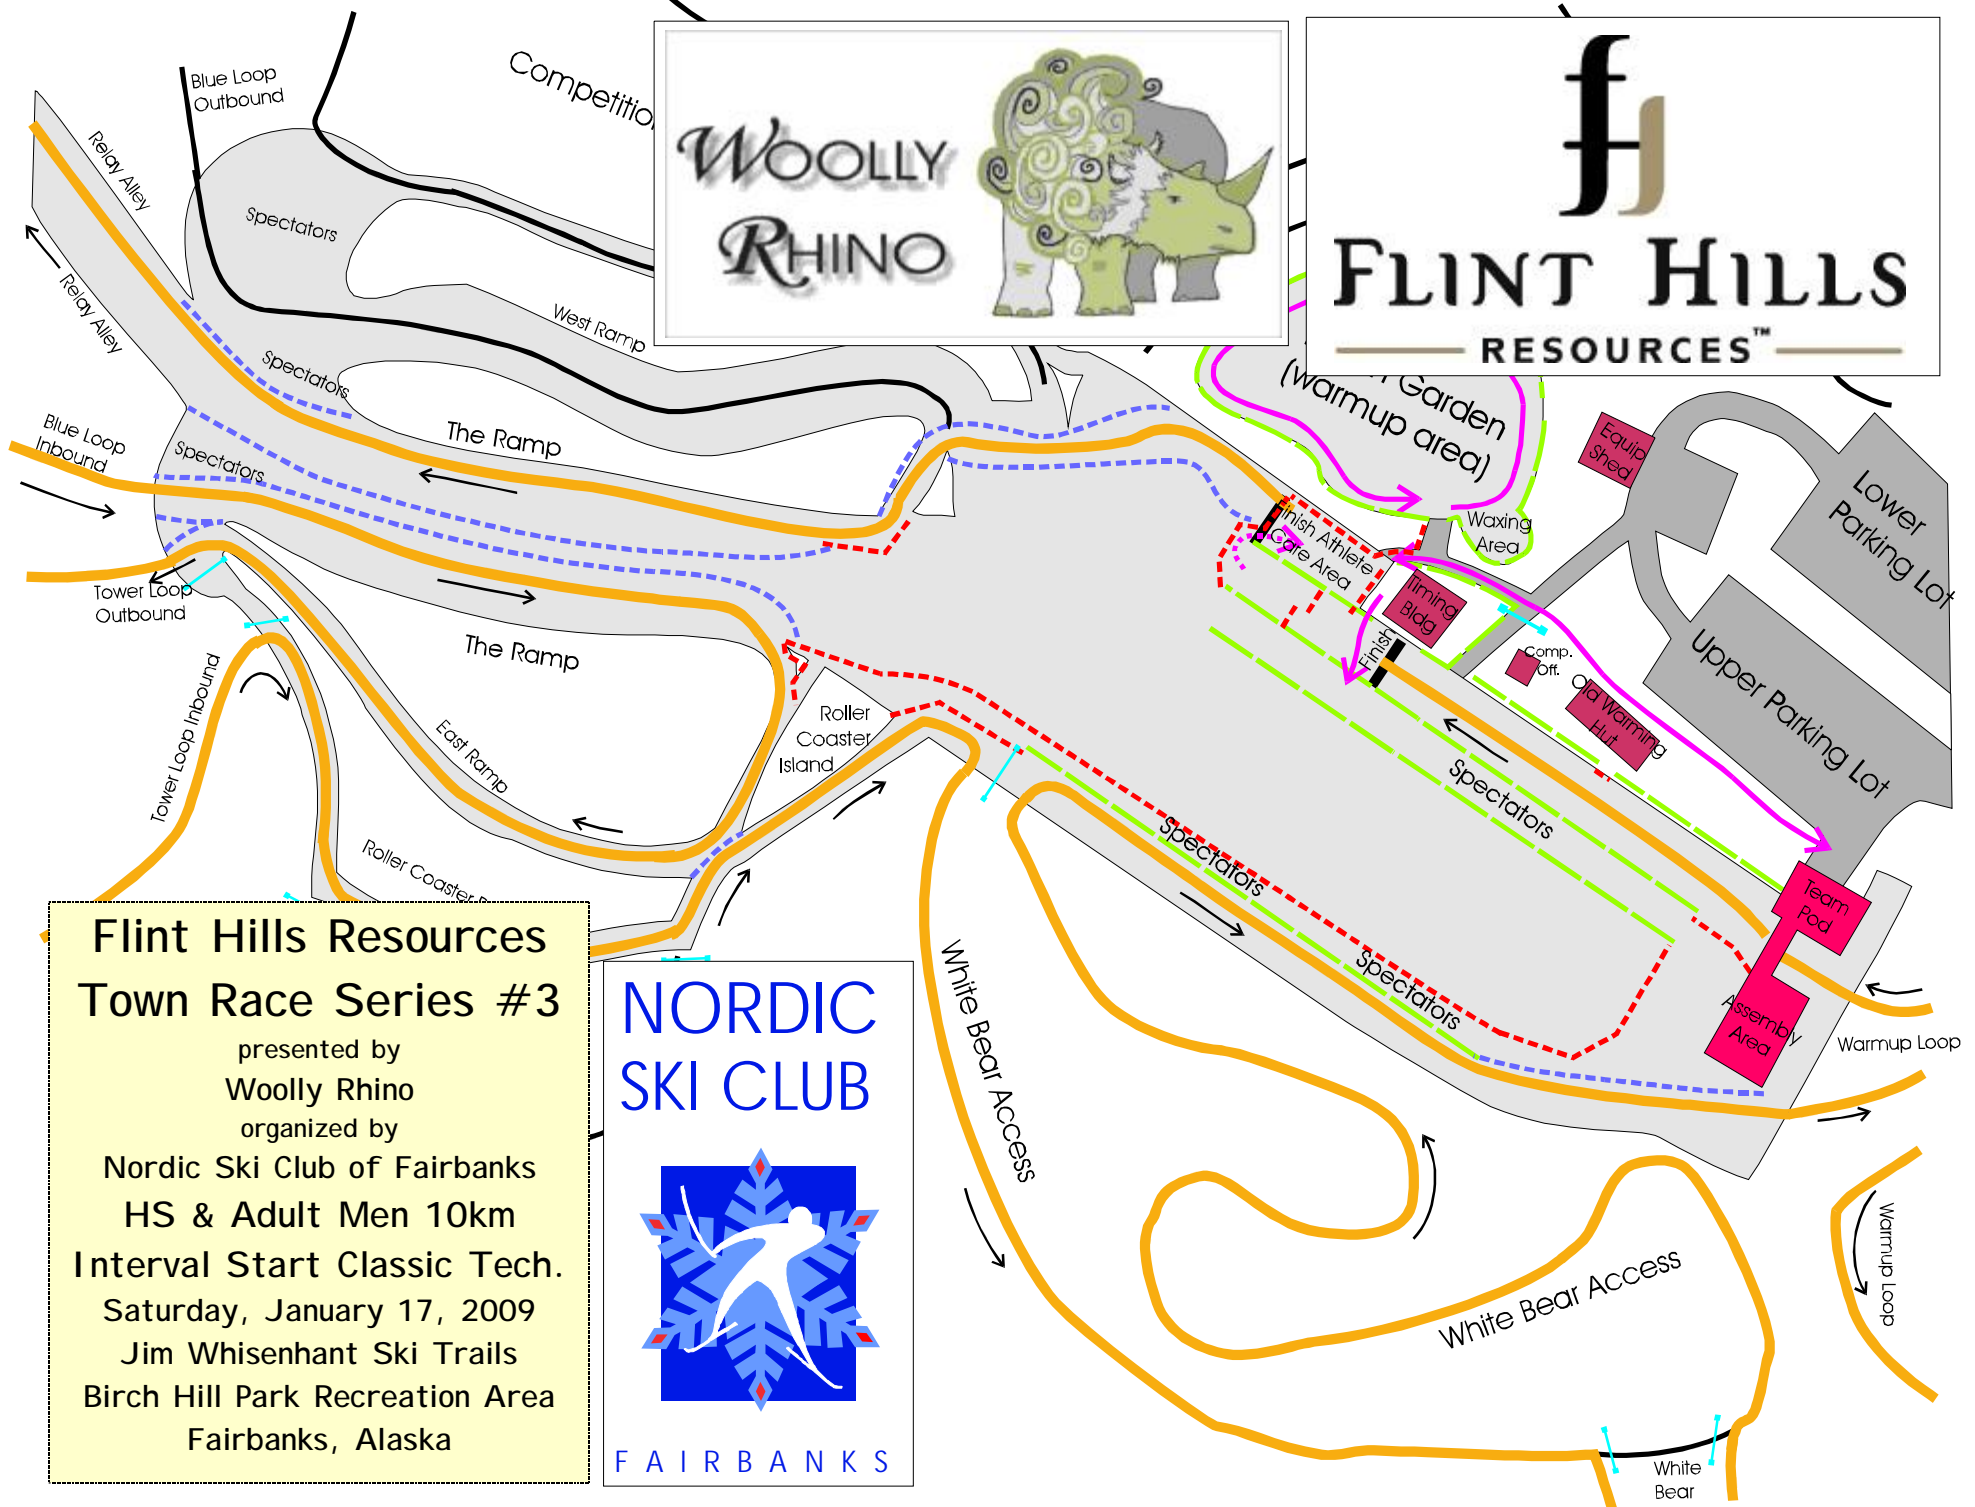 Blue Loop
Outbound
Relay Alley
Spectators
Relay Alley
West Ramp
Spectators
Blue Loop
Inbound
Spectators
The Ramp
Tower Loop
Outbound
The Ramp
Tower Loop Inbound
East Ramp
Roller
Coaster
Island
Roller Coaster
WOOLLY
RHINO
FLINT HILLS
RESOURCES™
Garden
(warmup area)
Equip
Shed
Waxing
Area
Lower
Parking Lot
Upper Parking Lot
Finish Athlete
Care Area
Timing
Bldg
Finish
Comp.
Off.
Old Warming
Hut
Spectators
Spectators
Spectators
Team
Pod
Assembly
Area
Warmup Loop
Warmup Loop
White Bear Access
White Bear Access
White
Bear
Flint Hills Resources
Town Race Series #3
presented by
Woolly Rhino
organized by
Nordic Ski Club of Fairbanks
HS & Adult Men 10km
Interval Start Classic Tech.
Saturday, January 17, 2009
Jim Whisenhant Ski Trails
Birch Hill Park Recreation Area
Fairbanks, Alaska
NORDIC
SKI CLUB
FAIRBANKS